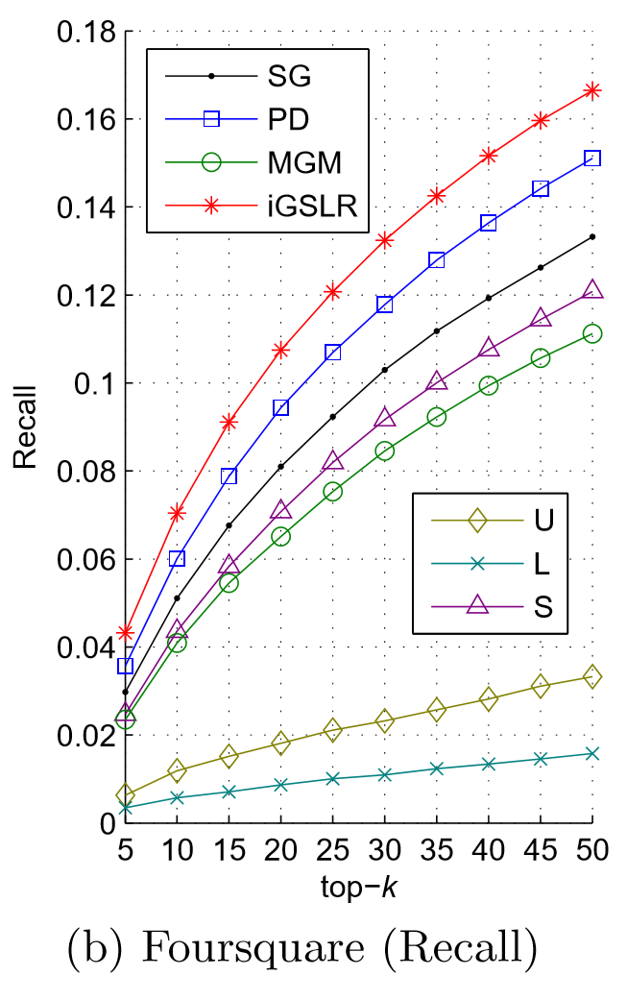 0.18
0.16
0.14
0.12
0.1
0.08
0.06
0.04
0.02
0
Recall
SG
PD
MGM
iGSLR
U
L
S
5 10 15 20 25 30 35 40 45 50
top-k
(b) Foursquare (Recall)